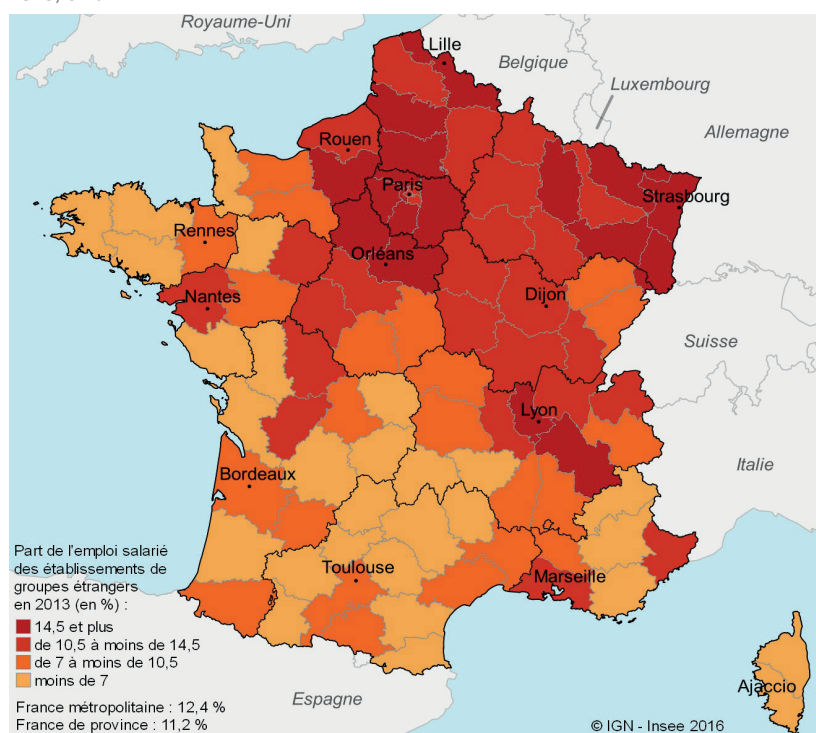 Royaume-Uni
Lille
Belgique
Luxembourg
Allemagne
Rouen
Paris
Strasbourg
Rennes
Orléans
Nantes
Dijon
Suisse
Lyon
Italie
Bordeaux
Toulouse
Marseille
Ajaccio
Espagne
Part de l'emploi salarié
des établissements de
groupes étrangers
en 2013 (en %) :
14,5 et plus
de 10,5 à moins de 14,5
de 7 à moins de 10,5
moins de 7
France métropolitaine : 12,4 %
France de province : 11,2 %
© IGN - Insee 2016